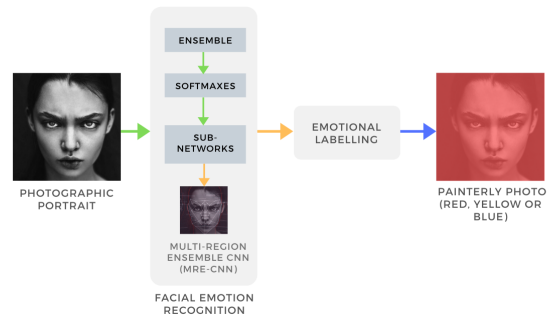 PHOTOGRAPHIC
PORTRAIT
ENSEMBLE
SOFTMAXES
SUB-
NETWORKS
MULTI-REGION
ENSEMBLE CNN
(MRE-CNN)
FACIAL EMOTION
RECOGNITION
EMOTIONAL
LABELLING
PAINTERLY PHOTO
(RED, YELLOW OR
BLUE)